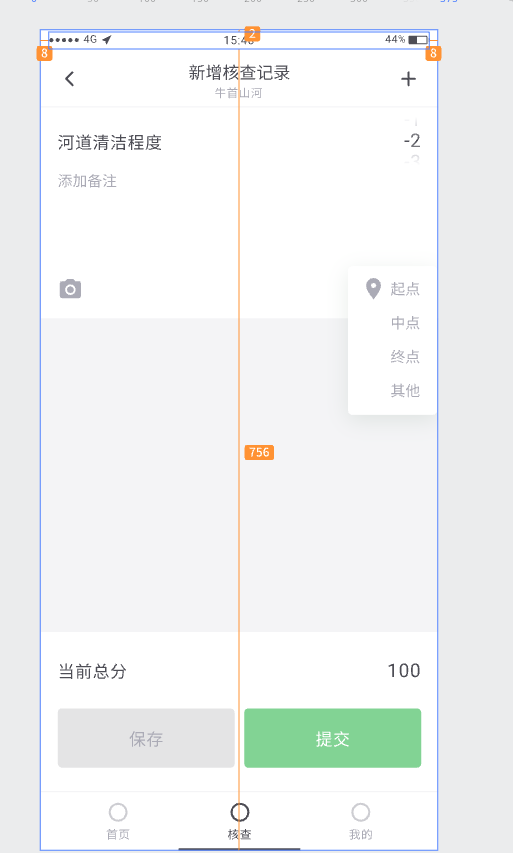 4G
15:46
2
44%
8
8
新增核查记录
牛首山河
河道清洁程度
-2
添加备注
起点
中点
终点
其他
756
当前总分
100
保存
提交
首页
核查
我的